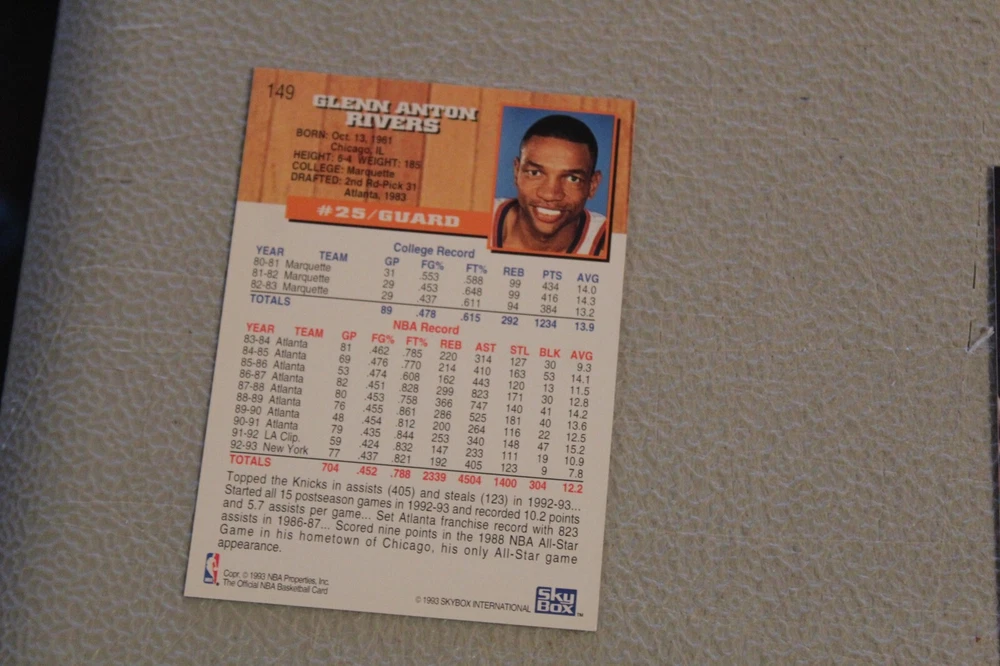 149
GLENN ANTON
RIVERS
BORN: Oct. 13, 1961
Chicago, IL
HEIGHT: 6-4 WEIGHT: 185
COLLEGE: Marquette
DRAFTED: 2nd Rd-Pick 31
Atlanta, 1983
#25/GUARD
College Record
YEAR TEAM GP FG% FT% REB PTS AVG
80-81 Marquette 31 .553 .588 99 434 14.0
81-82 Marquette 29 .453 .648 99 416 14.3
82-83 Marquette 29 .437 .611 94 384 13.2
TOTALS 89 .478 .615 292 1234 13.9
NBA Record
YEAR TEAM GP FG% FT% REB AST STL BLK AVG
83-84 Atlanta 81 .462 .785 220 314 127 30 9.3
84-85 Atlanta 69 .476 .770 214 410 163 53 14.1
85-86 Atlanta 53 .474 .608 162 443 120 13 11.5
86-87 Atlanta 82 .451 .828 299 823 171 30 12.8
87-88 Atlanta 80 .453 .758 366 747 140 41 14.2
88-89 Atlanta 76 .455 .861 286 525 181 40 13.6
89-90 Atlanta 48 .454 .812 200 264 116 22 12.5
90-91 Atlanta 79 .435 .844 253 340 148 47 15.2
91-92 LA Clip. 59 .424 .832 147 233 111 19 10.9
92-93 New York 77 .437 .821 192 405 123 9 7.8
TOTALS 704 .452 .788 2339 4504 1400 304 12.2
Topped the Knicks in assists (405) and steals (123) in 1992-93...
Started all 15 postseason games in 1992-93 and recorded 10.2 points
and 5.7 assists per game... Set Atlanta franchise record with 823
assists in 1986-87... Scored nine points in the 1988 NBA All-Star
Game in his hometown of Chicago, his only All-Star game
appearance.
Copr. © 1993 NBA Properties, Inc.
The Official NBA Basketball Card
© 1993 SKYBOX INTERNATIONAL
SkyBox™